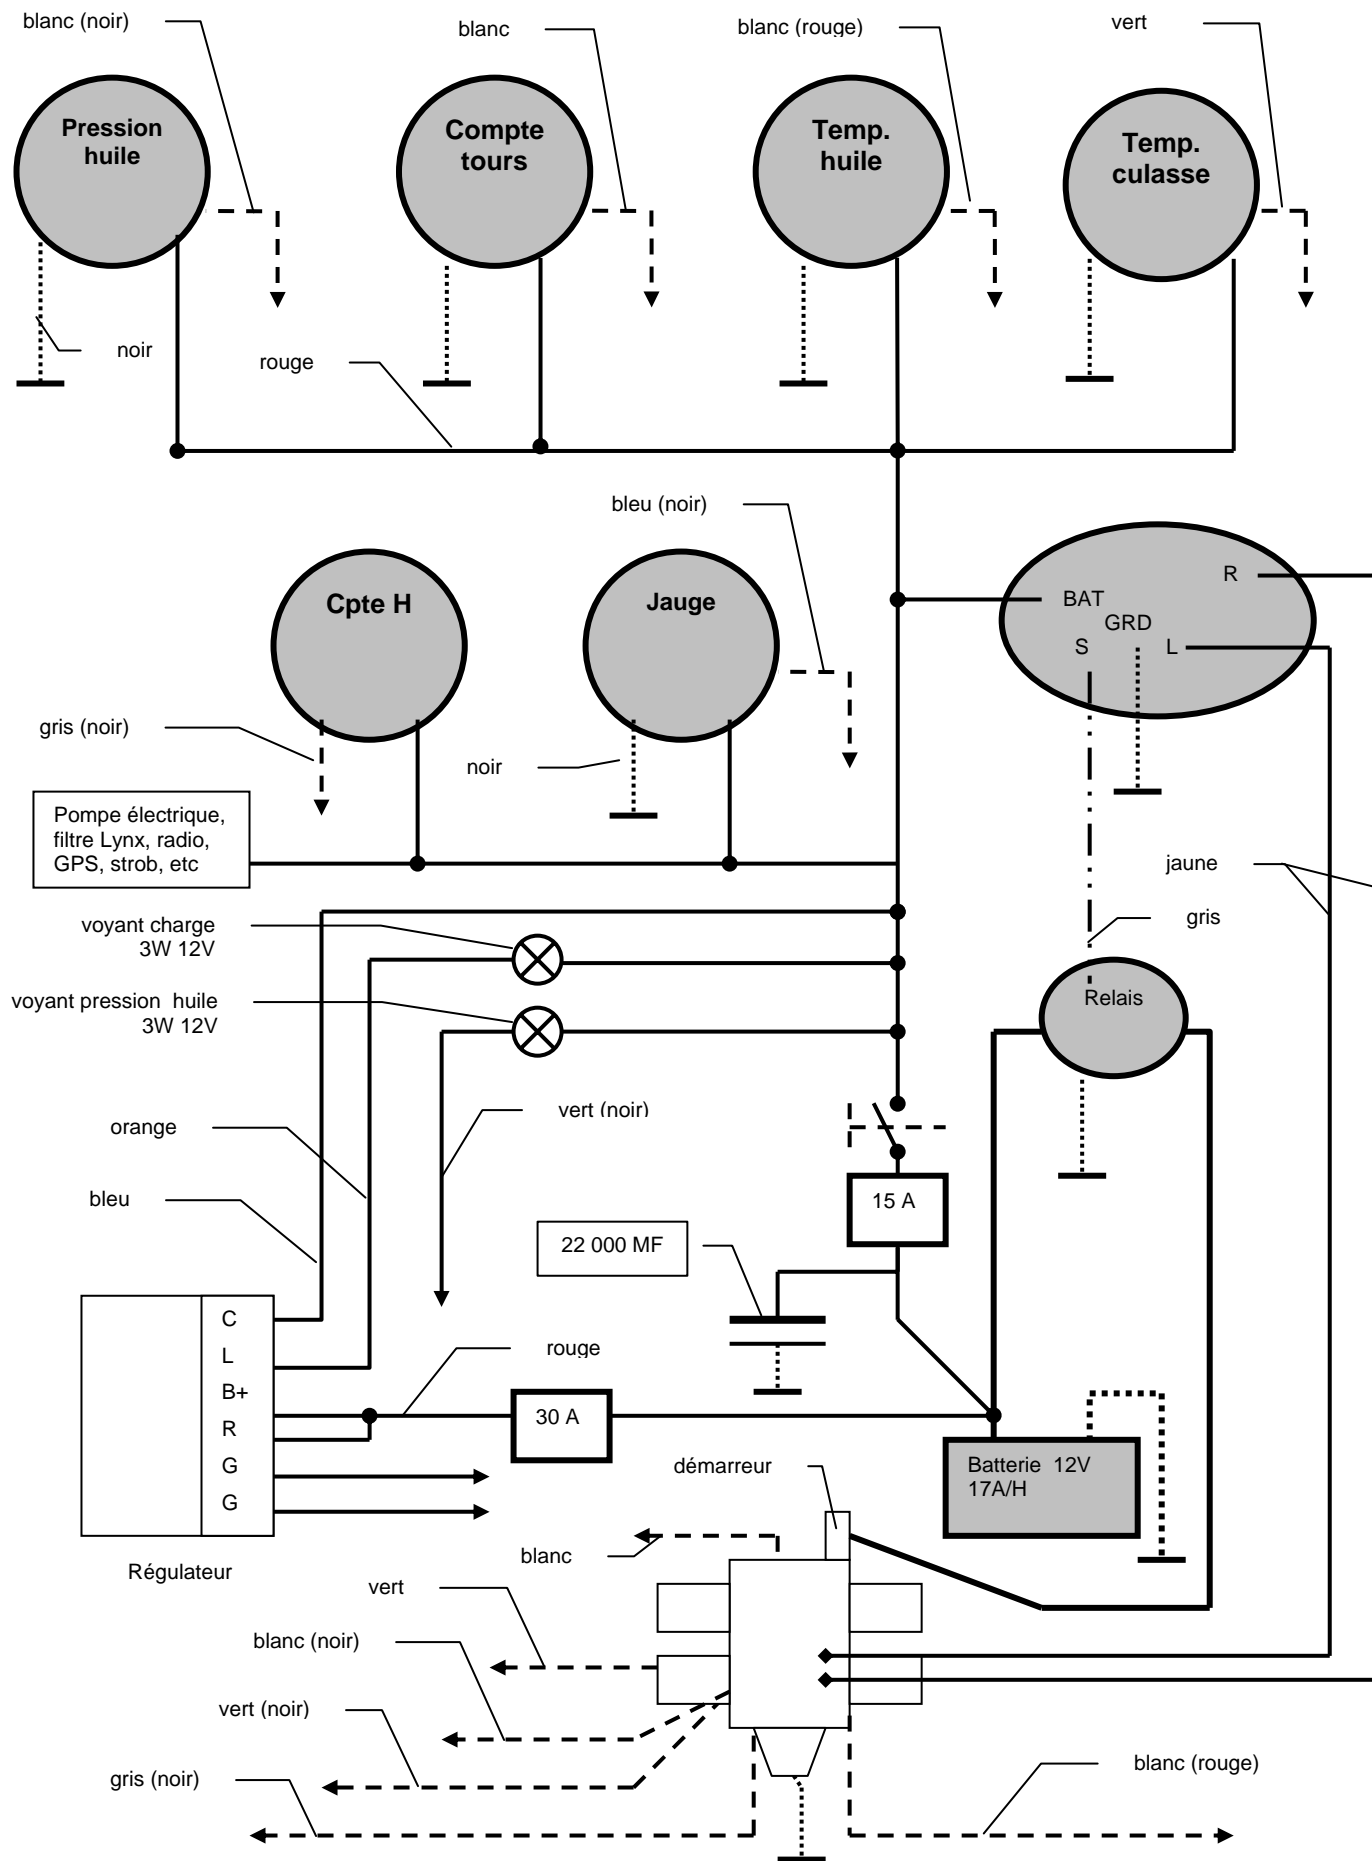 blanc (noir)
blanc
blanc (rouge)
vert
Pression
huile
Compte
tours
Temp.
huile
Temp.
culasse
noir
rouge
bleu (noir)
Cpte H
Jauge
R
BAT
GRD
S
L
gris (noir)
noir
Pompe électrique,
filtre Lynx, radio,
GPS, strob, etc
jaune
gris
voyant charge
3W 12V
voyant pression huile
3W 12V
Relais
vert (noir)
orange
bleu
15 A
22 000 MF
C
L
B+
R
G
G
rouge
30 A
Batterie 12V
17A/H
démarreur
Régulateur
blanc
vert
blanc (noir)
vert (noir)
gris (noir)
blanc (rouge)